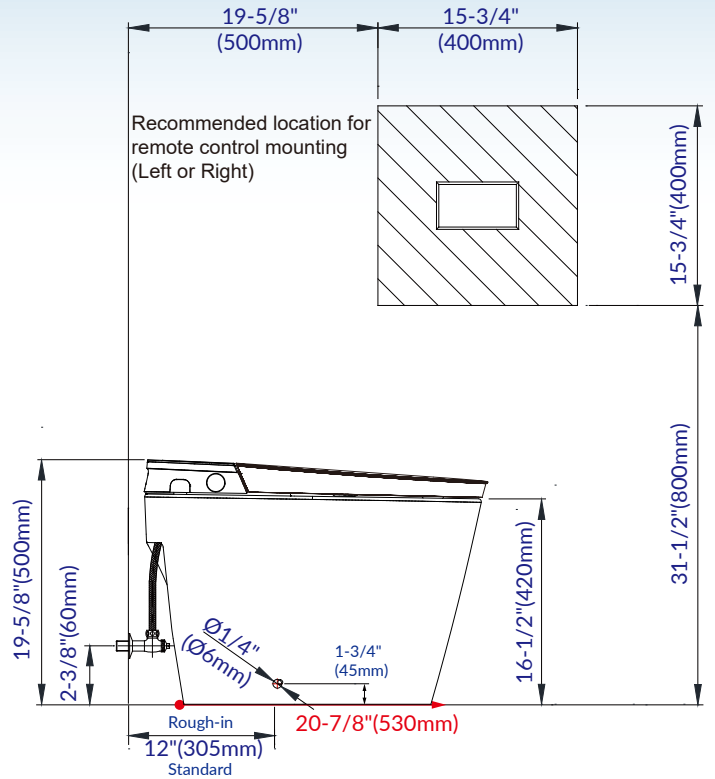 19-5/8"
(500mm)
15-3/4"
(400mm)
Recommended location for
remote control mounting
(Left or Right)
15-3/4"(400mm)
31-1/2"(800mm)
19-5/8"(500mm)
2-3/8"(60mm)
Ø1/4"
(Ø6mm)
1-3/4"
(45mm)
16-1/2"(420mm)
20-7/8"(530mm)
Rough-in
12"(305mm)
Standard